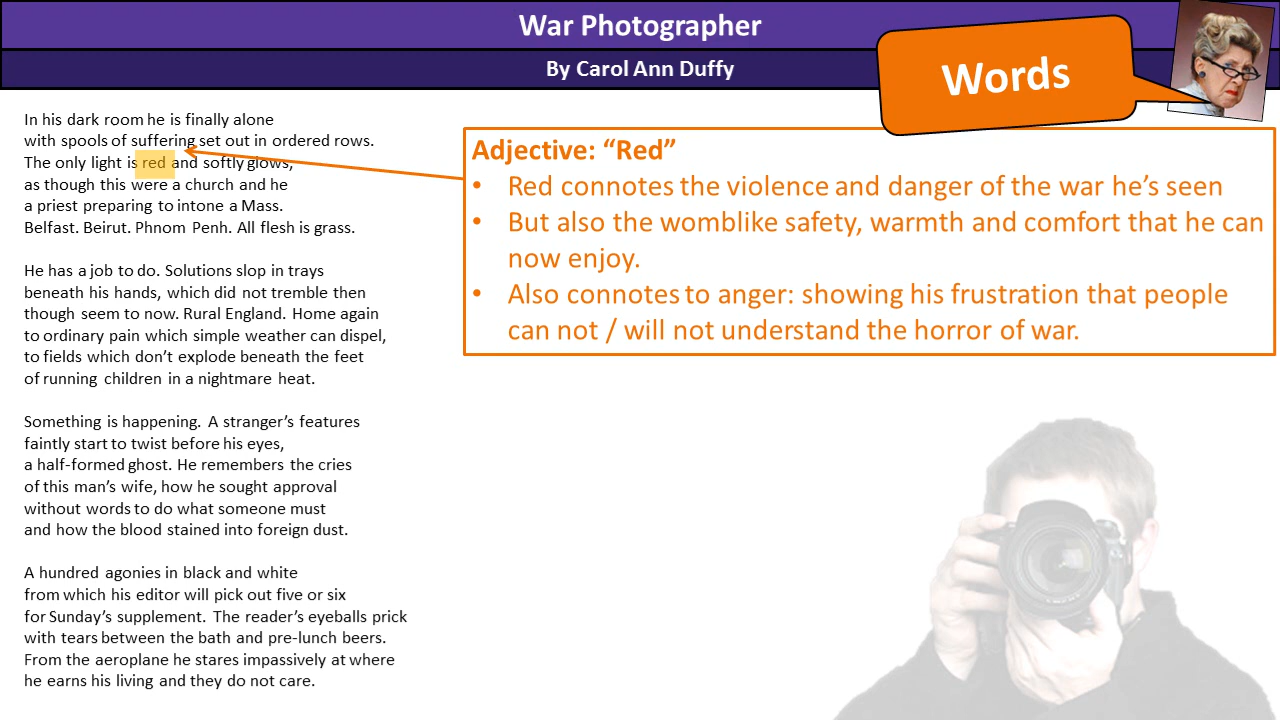 War Photographer
By Carol Ann Duffy
Words
In his dark room he is finally alone
with spools of suffering set out in ordered rows.
The only light is red and softly glows,
as though this were a church and he
a priest preparing to intone a Mass.
Belfast. Beirut. Phnom Penh. All flesh is grass.
He has a job to do. Solutions slop in trays
beneath his hands, which did not tremble then
though seem to now. Rural England. Home again
to ordinary pain which simple weather can dispel,
to fields which don’t explode beneath the feet
of running children in a nightmare heat.
Something is happening. A stranger’s features
faintly start to twist before his eyes,
a half-formed ghost. He remembers the cries
of this man’s wife, how he sought approval
without words to do what someone must
and how the blood stained into foreign dust.
A hundred agonies in black and white
from which his editor will pick out five or six
for Sunday’s supplement. The reader’s eyeballs prick
with tears between the bath and pre-lunch beers.
From the aeroplane he stares impassively at where
he earns his living and they do not care.
Adjective: “Red”
• Red connotes the violence and danger of the war he’s seen
• But also the womblike safety, warmth and comfort that he can
now enjoy.
• Also connotes to anger: showing his frustration that people
can not / will not understand the horror of war.